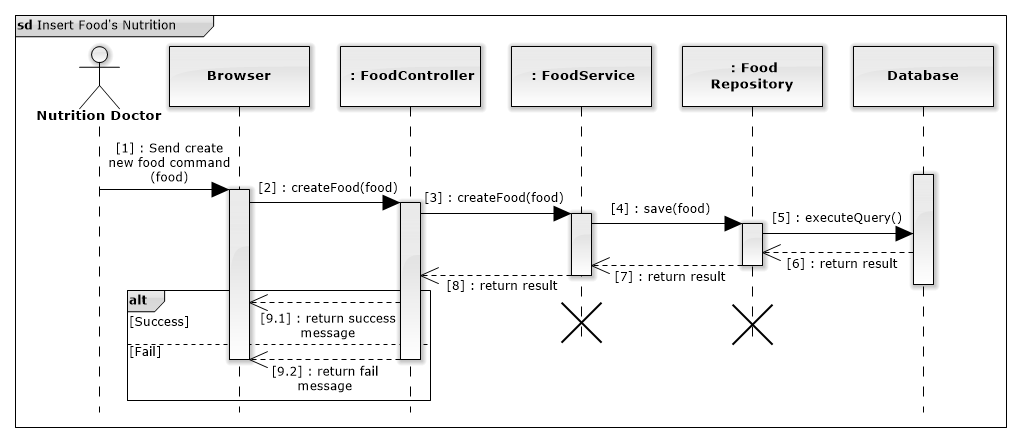 sd Insert Food's Nutrition
Browser
: FoodController
: FoodService
: Food
Repository
Database
Nutrition Doctor
[1] : Send create
new food command
(food)
[2] : createFood(food)
[3] : createFood(food)
[4] : save(food)
[5] : executeQuery()
[6] : return result
[7] : return result
[8] : return result
alt
[Success]
[9.1] : return success
message
[Fail]
[9.2] : return fail
message